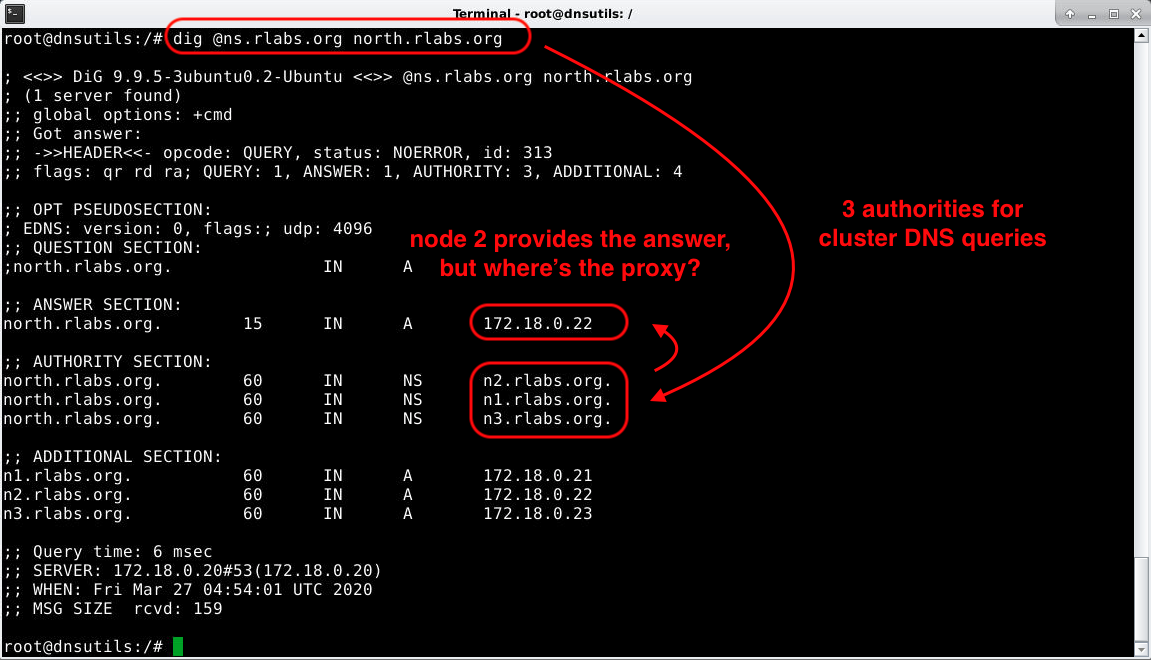 Terminal - root@dnsutils: /
root@dnsutils:/# dig @ns.rlabs.org north.rlabs.org
; <<>> DiG 9.9.5-3ubuntu0.2-Ubuntu <<>> @ns.rlabs.org north.rlabs.org
; (1 server found)
;; global options: +cmd
;; Got answer:
;; ->>HEADER<<- opcode: QUERY, status: NOERROR, id: 313
;; flags: qr rd ra; QUERY: 1, ANSWER: 1, AUTHORITY: 3, ADDITIONAL: 4
;; OPT PSEUDOSECTION:
; EDNS: version: 0, flags:; udp: 4096
;; QUESTION SECTION:
;north.rlabs.org. IN A
3 authorities for
cluster DNS queries
node 2 provides the answer,
but where's the proxy?
;; ANSWER SECTION:
north.rlabs.org. 15 IN A 172.18.0.22
;; AUTHORITY SECTION:
north.rlabs.org. 60 IN NS n2.rlabs.org.
north.rlabs.org. 60 IN NS n1.rlabs.org.
north.rlabs.org. 60 IN NS n3.rlabs.org.
;; ADDITIONAL SECTION:
n1.rlabs.org. 60 IN A 172.18.0.21
n2.rlabs.org. 60 IN A 172.18.0.22
n3.rlabs.org. 60 IN A 172.18.0.23
;; Query time: 6 msec
;; SERVER: 172.18.0.20#53(172.18.0.20)
;; WHEN: Fri Mar 27 04:54:01 UTC 2020
;; MSG SIZE  rcvd: 159
root@dnsutils:/#